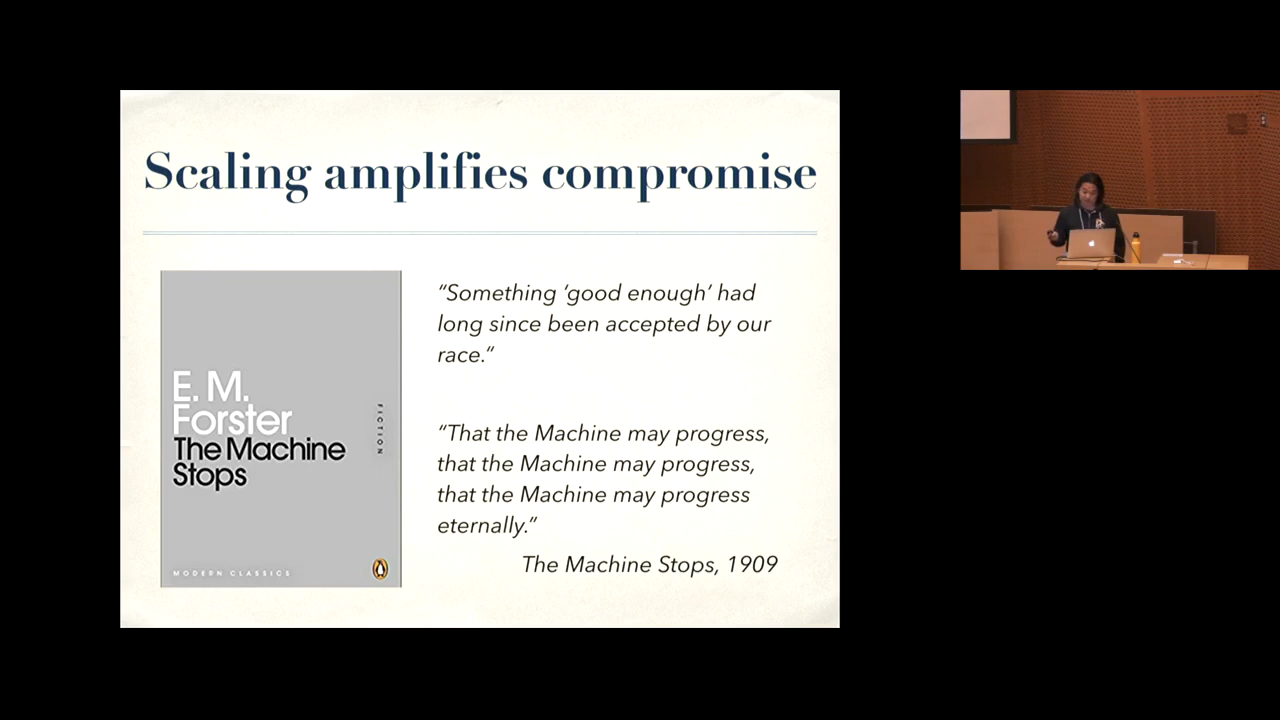 Scaling amplifies compromise
E. M.
Forster
The Machine
Stops
FICTION
MODERN CLASSICS
“Something ‘good enough’ had
long since been accepted by our
race.”
“That the Machine may progress,
that the Machine may progress,
that the Machine may progress
eternally.”
The Machine Stops, 1909